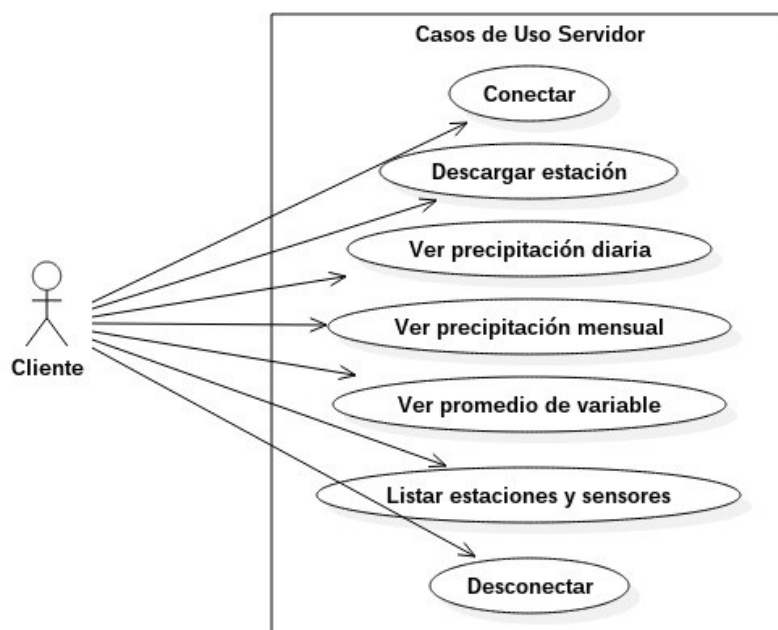 Casos de Uso Servidor
Conectar
Descargar estación
Ver precipitación diaria
Ver precipitación mensual
Cliente
Ver promedio de variable
Listar estaciones y sensores
Desconectar